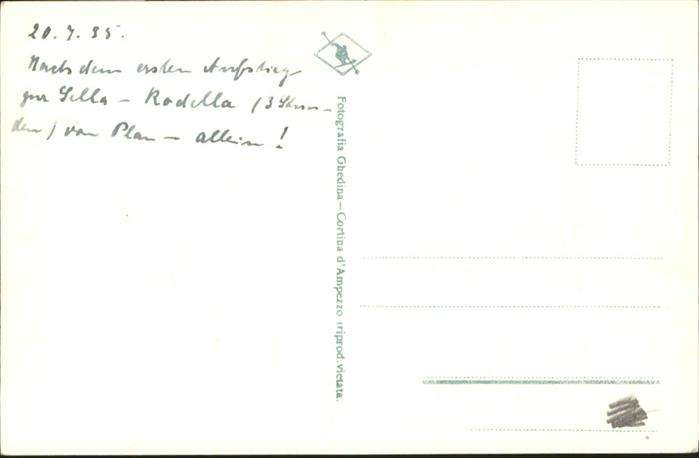 20.7.35.
Nach dem ersten Aufstieg
zur Sella – Rodella (3 Stun-
den) von Plan – allein!
Fotografia Ghedina – Cortina d'Ampezzo (riprod. vietata.